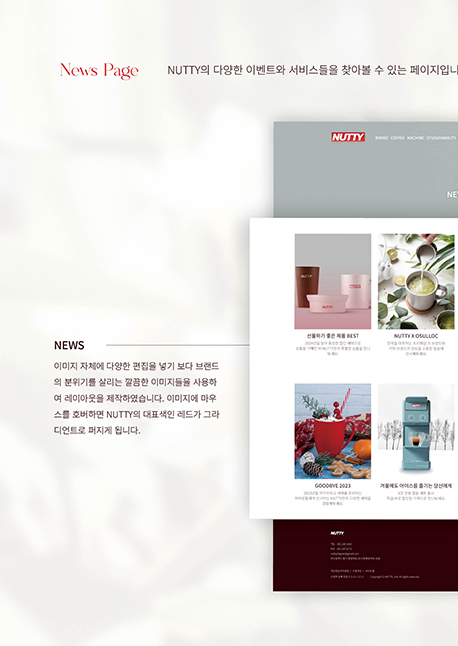 News Page
NUTTY의 다양한 이벤트와 서비스들을 찾아볼 수 있는 페이지입니
NUTTY
BRAND COFFEE MACHINE
NE
NUTTY
선물하기 좋은 제품 BEST
NUTTY X OSULLOC
NEWS
이미지 자체에 다양한 편집을 넣기 보다 브랜드
의 분위기를 살리는 깔끔한 이미지들을 사용하
여 레이아웃을 제작하였습니다. 이미지에 마우
스를 호버하면 NUTTY의 대표색인 레드가 그라
디언트로 퍼지게 됩니다.
GOODBYE 2023
겨울에도 아이스를 즐기는 당신에게
NUTTY